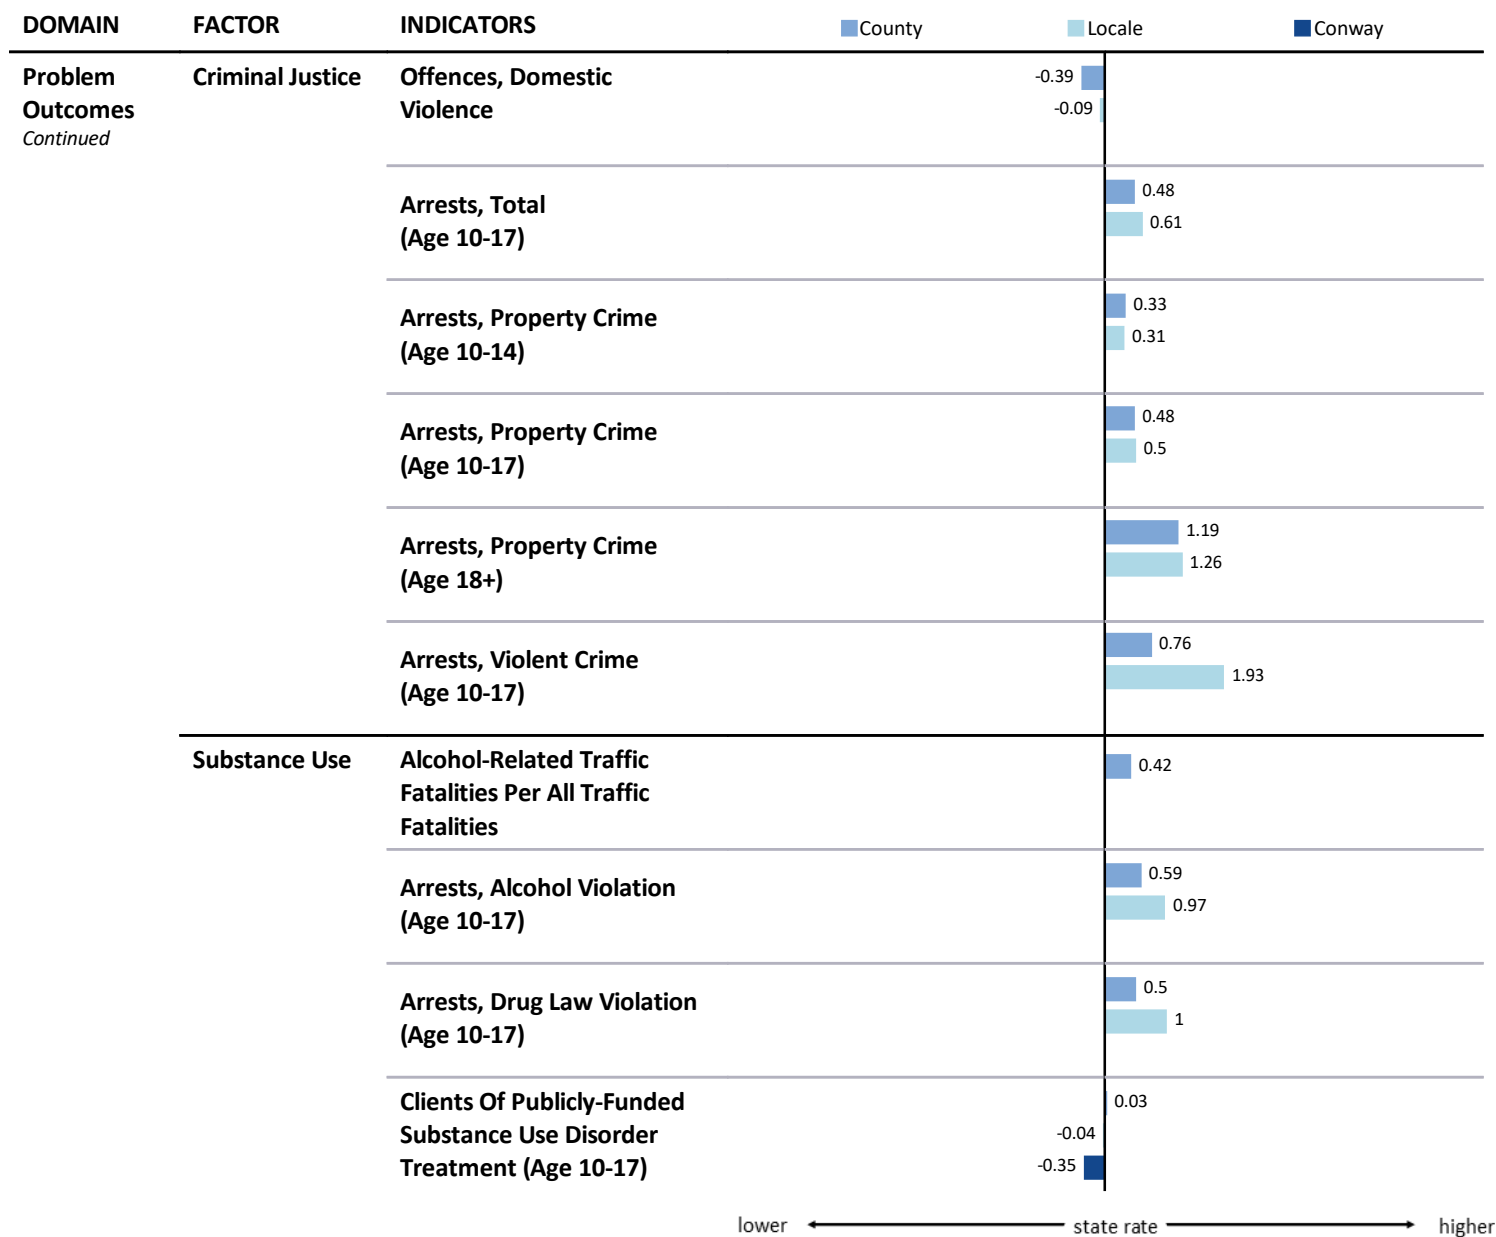 DOMAIN FACTOR INDICATORS County Locale Conway
Problem Outcomes Continued
Criminal Justice
Offences, Domestic
Violence
-0.39
-0.09
Arrests, Total
(Age 10-17)
0.48
0.61
Arrests, Property Crime
(Age 10-14)
0.33
0.31
Arrests, Property Crime
(Age 10-17)
0.48
0.5
Arrests, Property Crime
(Age 18+)
1.19
1.26
Arrests, Violent Crime
(Age 10-17)
0.76
1.93
Substance Use
Alcohol-Related Traffic
Fatalities Per All Traffic
Fatalities
0.42
Arrests, Alcohol Violation
(Age 10-17)
0.59
0.97
Arrests, Drug Law Violation
(Age 10-17)
0.5
1
Clients Of Publicly-Funded
Substance Use Disorder
Treatment (Age 10-17)
0.03
-0.04
-0.35
lower state rate higher